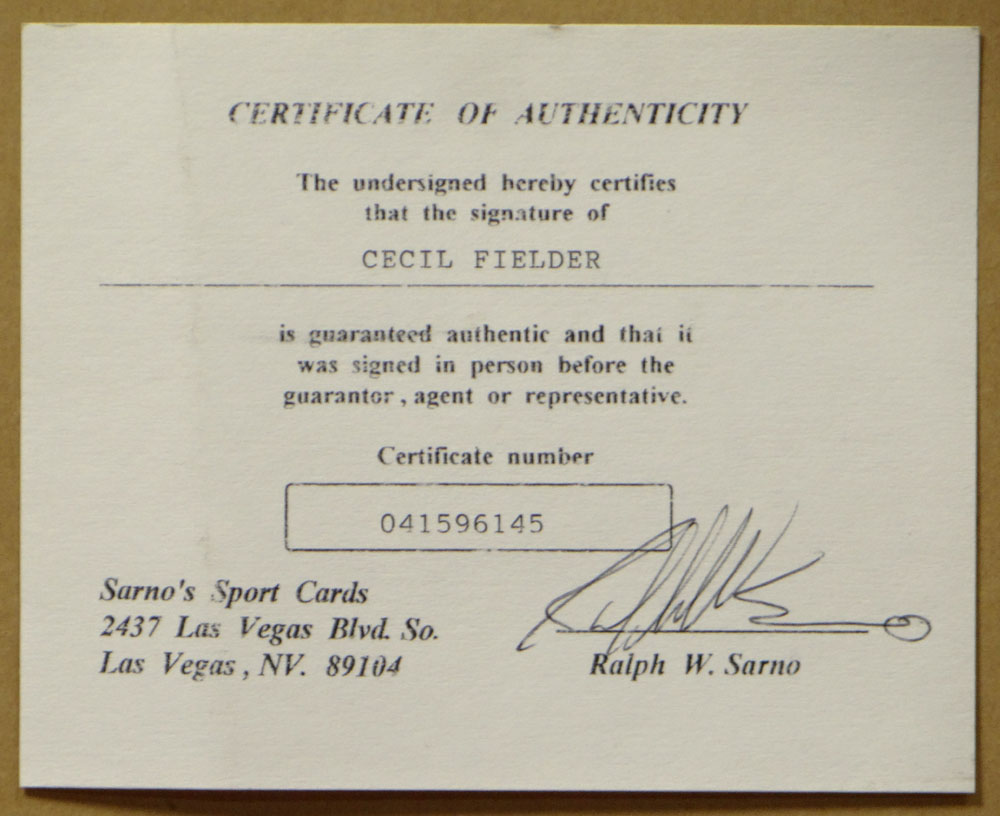 CERTIFICATE OF AUTHENTICITY
The undersigned hereby certifies
that the signature of
CECIL FIELDER
is guaranteed authentic and that it
was signed in person before the
guarantor, agent or representative.
Certificate number
041596145
Sarno's Sport Cards
2437 Las Vegas Blvd. So.
Las Vegas, NV. 89104
Ralph W. Sarno